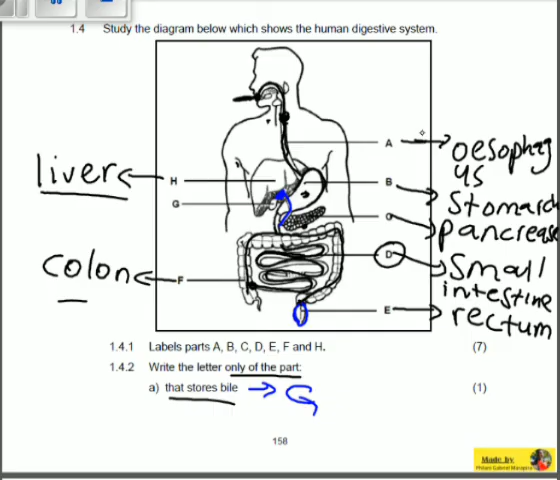 1.4 Study the diagram below which shows the human digestive system.
A
oesophag
us
liver
H
B
Stomach
G
C
pancrease
D
Small
intestine
colon
F
E
rectum
1.4.1 Labels parts A, B, C, D, E, F and H. (7)
1.4.2 Write the letter only of the part:
a) that stores bile → G (1)
158
Made by